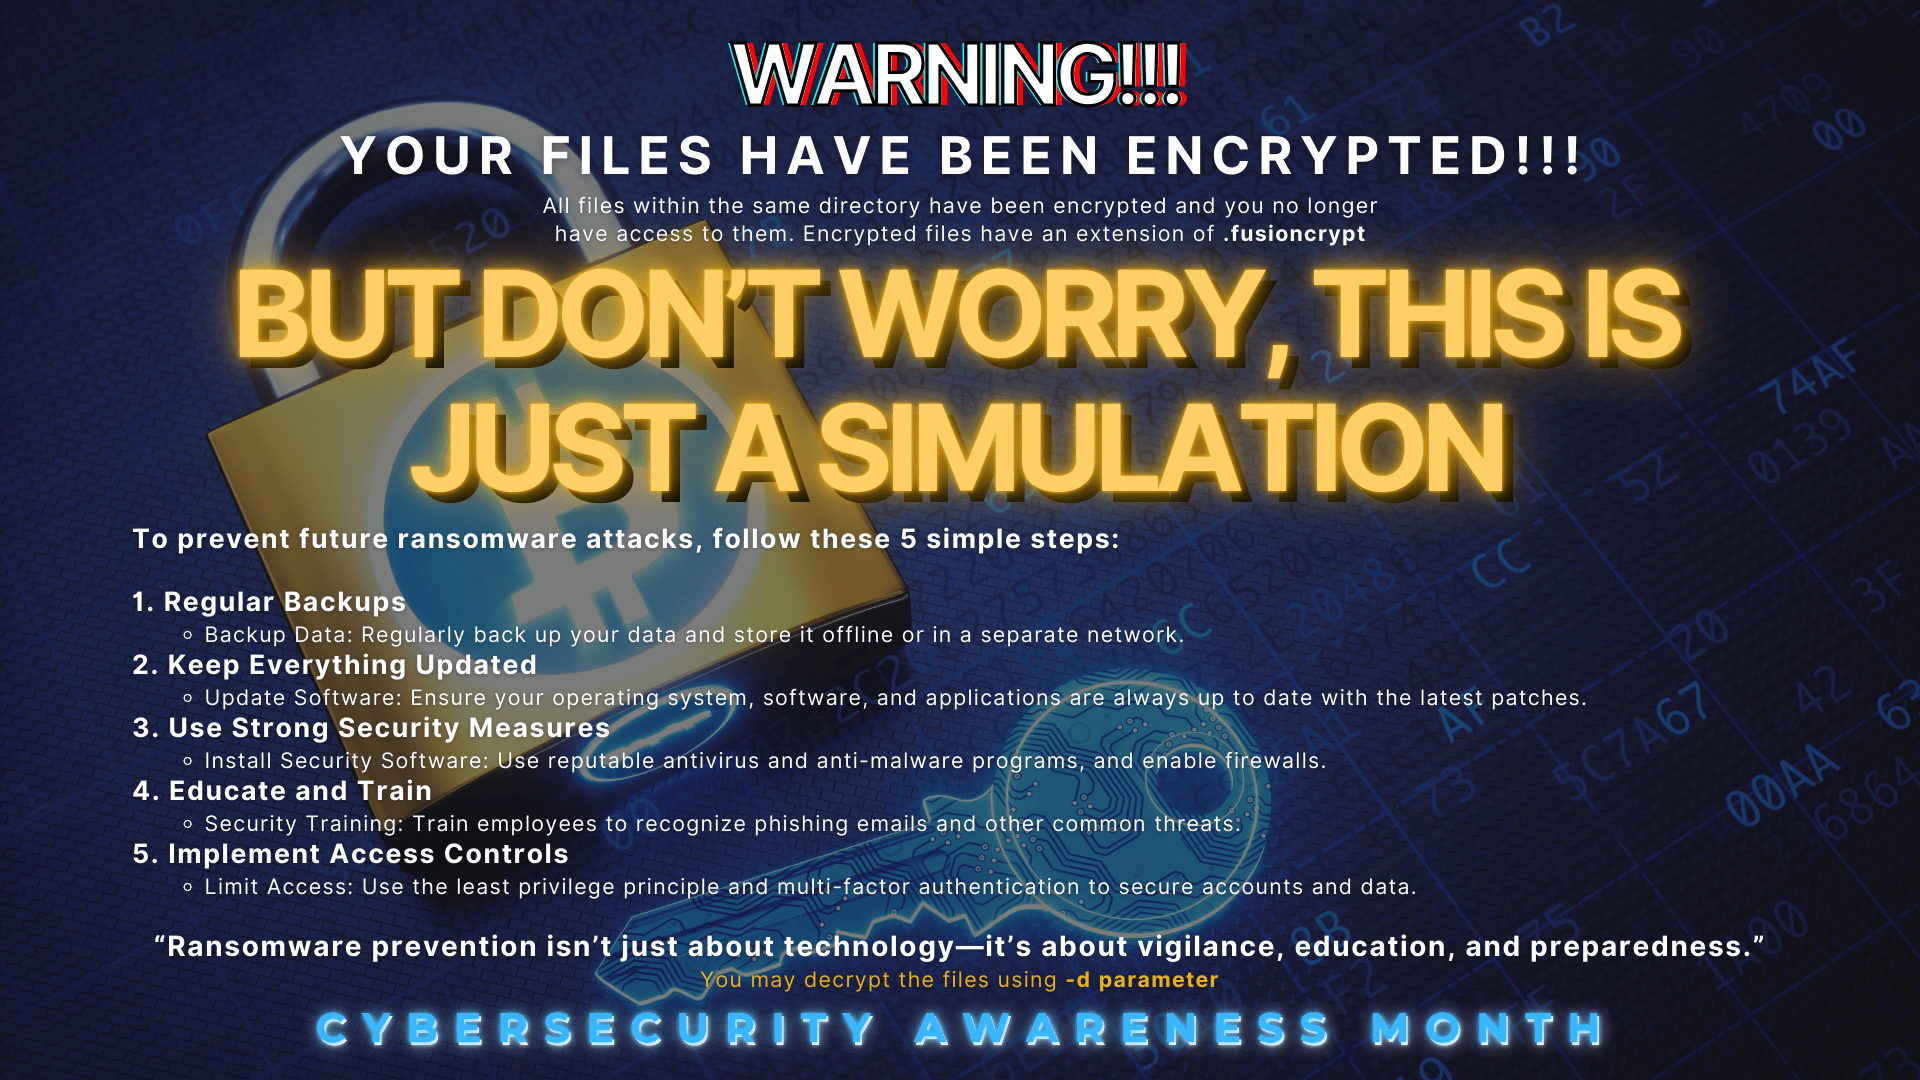 WARNING!!!
YOUR FILES HAVE BEEN ENCRYPTED!!!
All files within the same directory have been encrypted and you no longer
have access to them. Encrypted files have an extension of .fusioncrypt
BUT DON'T WORRY, THIS IS
JUST A SIMULATION
To prevent future ransomware attacks, follow these 5 simple steps:
1. Regular Backups
◦ Backup Data: Regularly back up your data and store it offline or in a separate network.
2. Keep Everything Updated
◦ Update Software: Ensure your operating system, software, and applications are always up to date with the latest patches.
3. Use Strong Security Measures
◦ Install Security Software: Use reputable antivirus and anti-malware programs, and enable firewalls.
4. Educate and Train
◦ Security Training: Train employees to recognize phishing emails and other common threats.
5. Implement Access Controls
◦ Limit Access: Use the least privilege principle and multi-factor authentication to secure accounts and data.
“Ransomware prevention isn’t just about technology—it’s about vigilance, education, and preparedness.”
You may decrypt the files using -d parameter
CYBERSECURITY AWARENESS MONTH